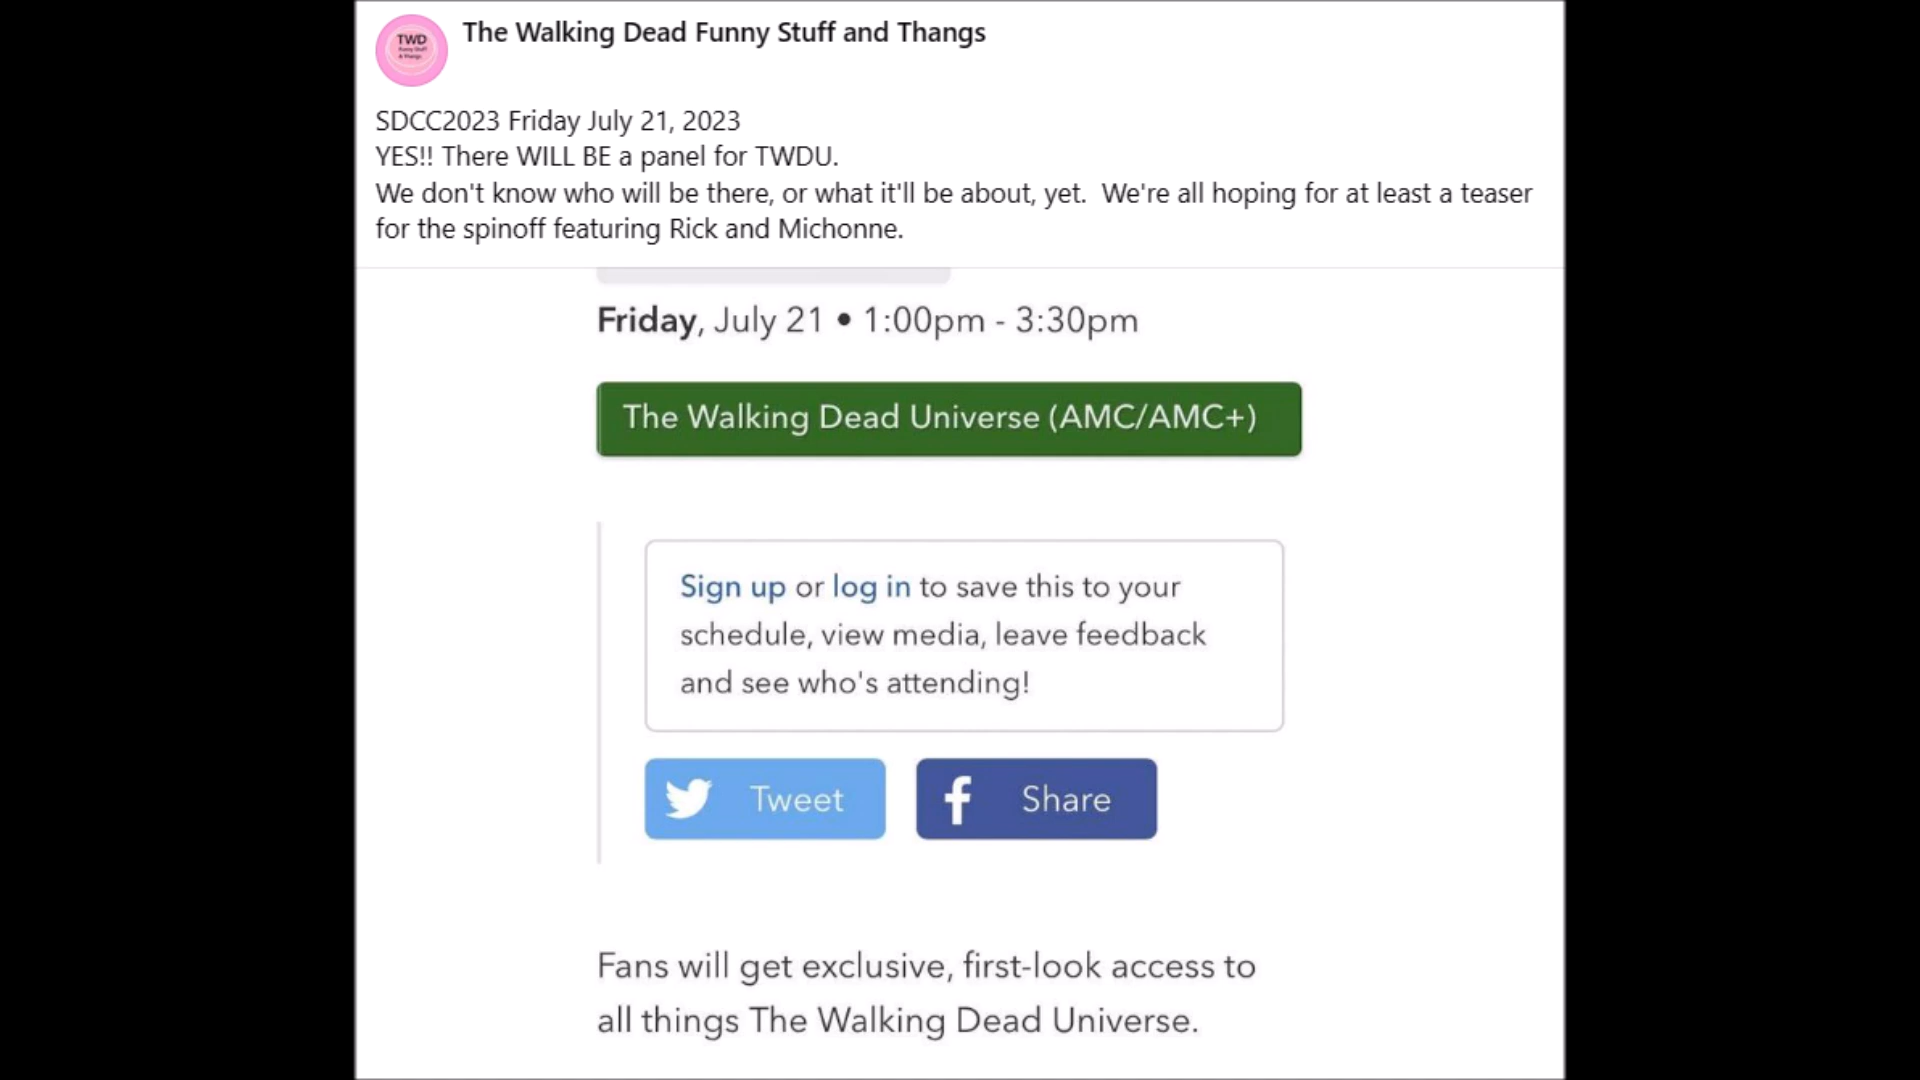 TWD
Funny Stuff
& Thangs
The Walking Dead Funny Stuff and Thangs
SDCC2023 Friday July 21, 2023
YES!! There WILL BE a panel for TWDU.
We don't know who will be there, or what it'll be about, yet.  We're all hoping for at least a teaser
for the spinoff featuring Rick and Michonne.
Friday, July 21 • 1:00pm - 3:30pm
The Walking Dead Universe (AMC/AMC+)
Sign up or log in to save this to your
schedule, view media, leave feedback
and see who's attending!
Tweet
Share
Fans will get exclusive, first-look access to
all things The Walking Dead Universe.